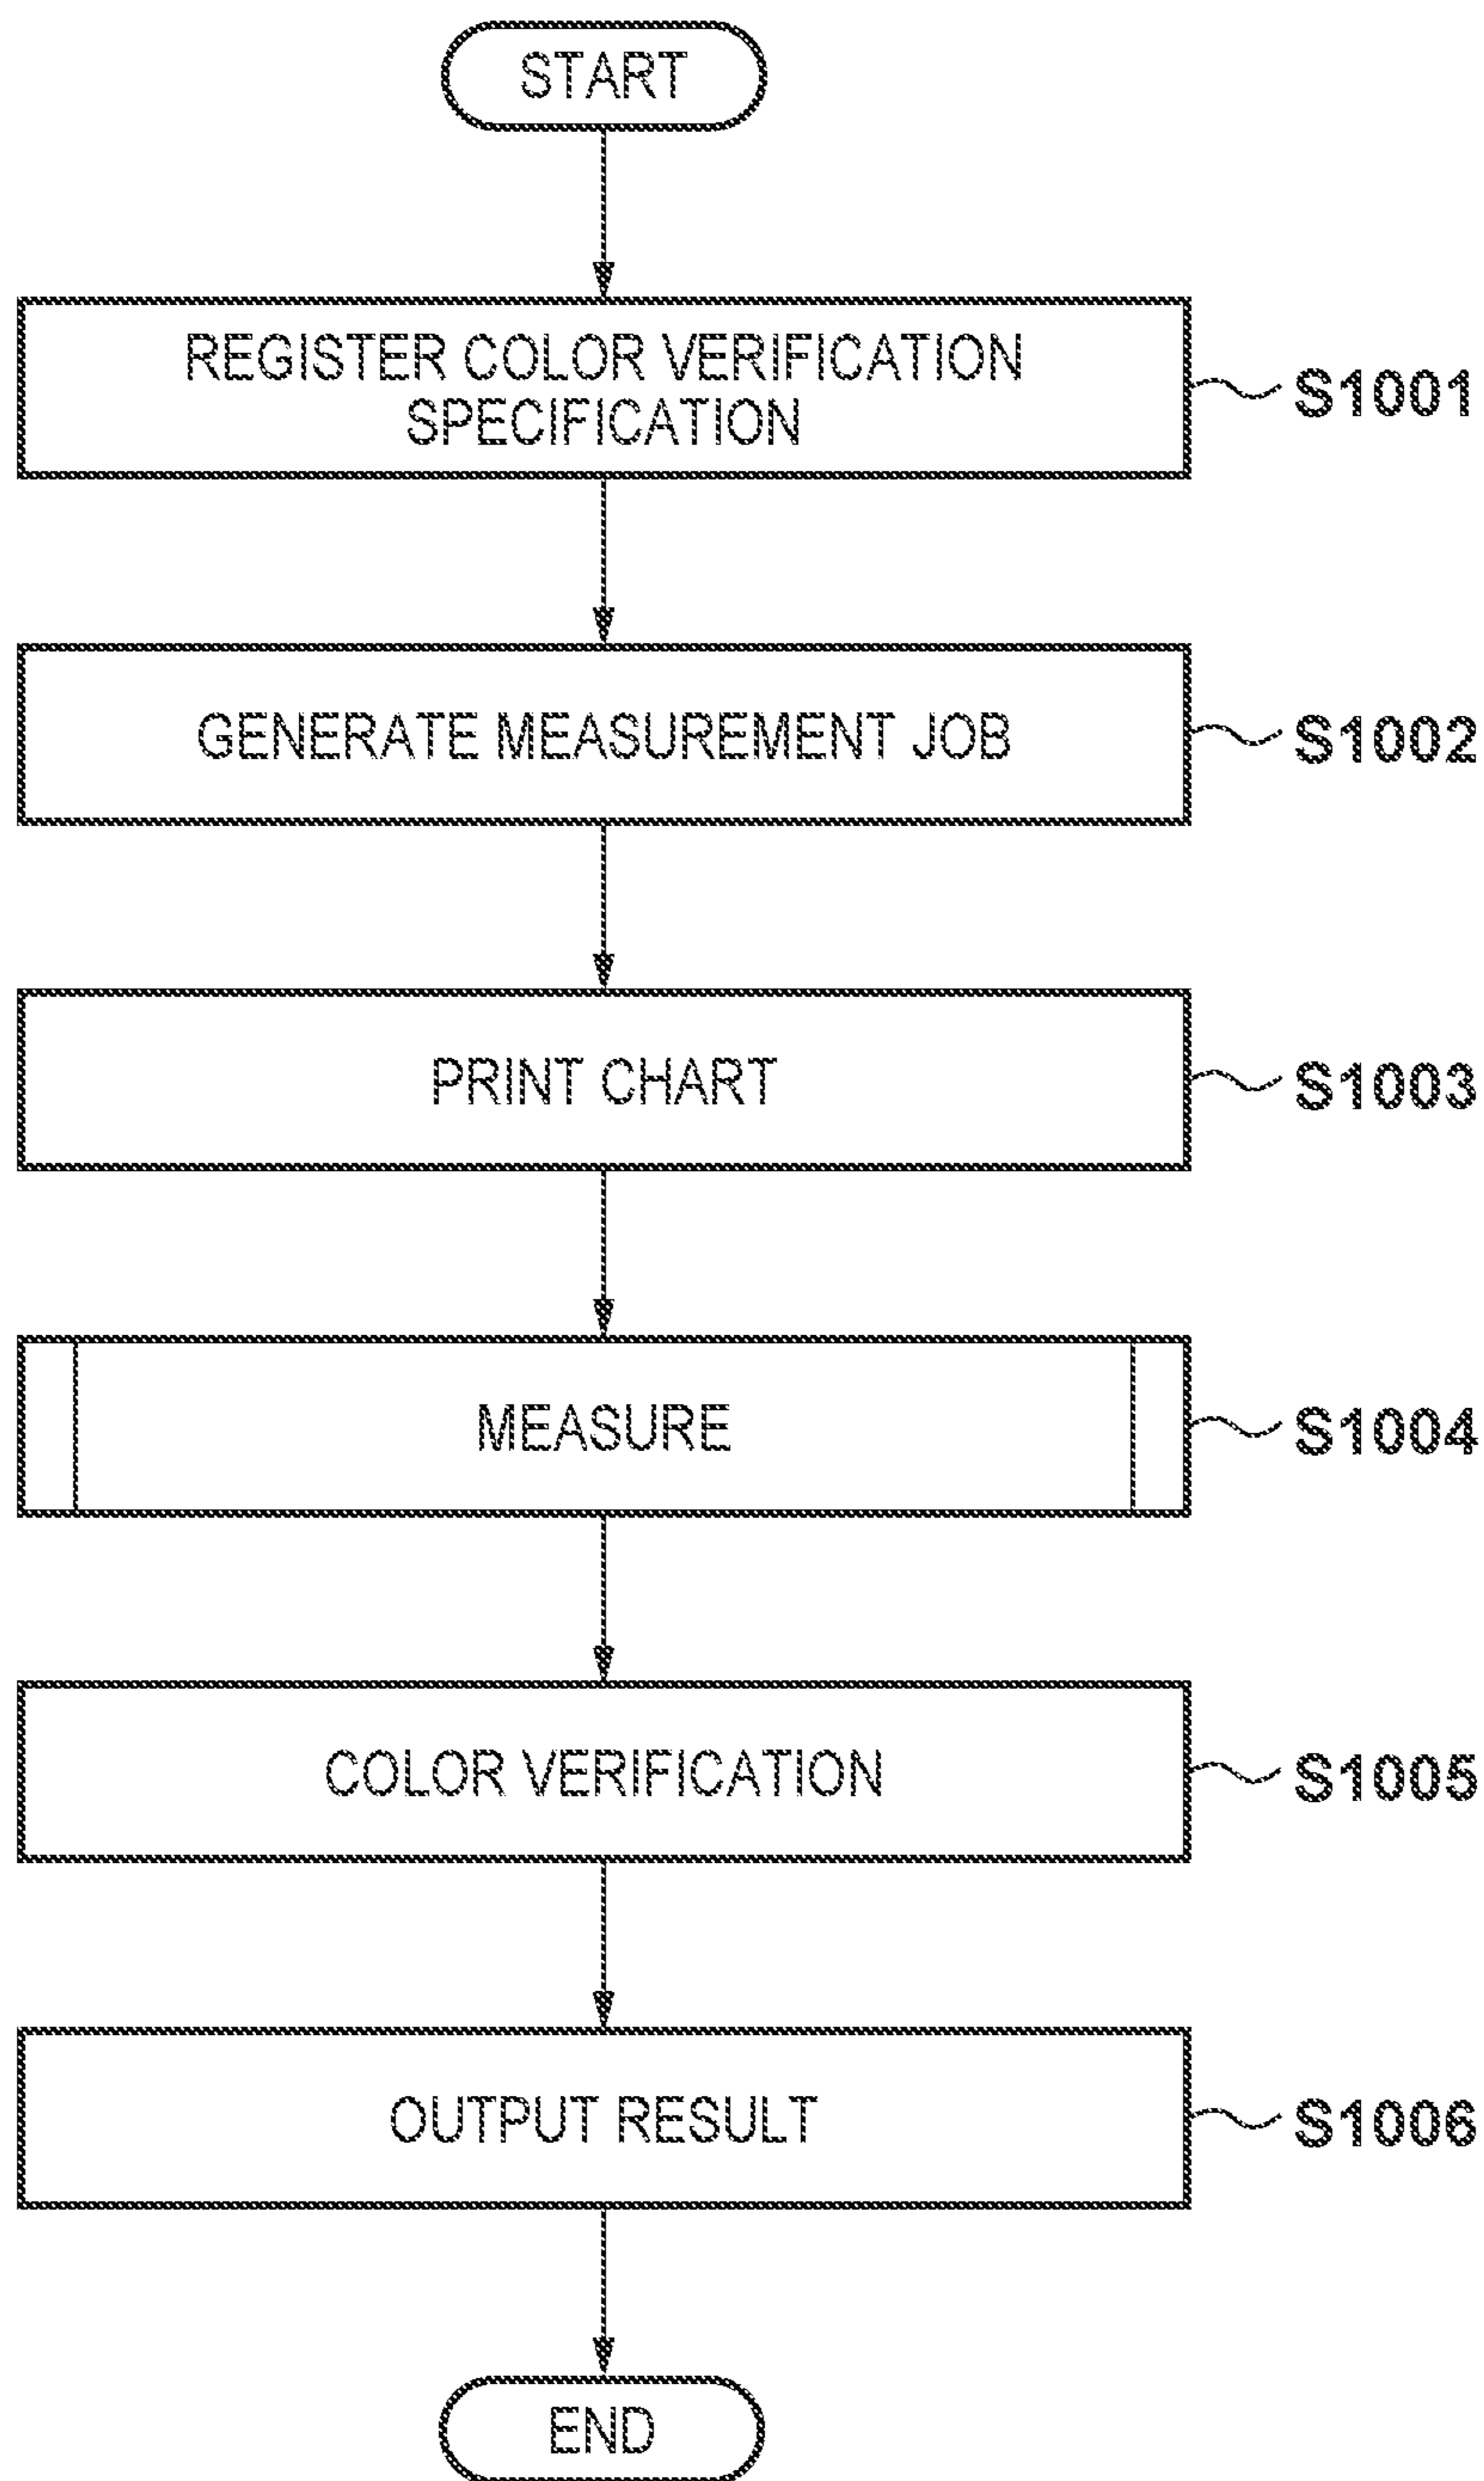 START
REGISTER COLOR VERIFICATION
SPECIFICATION
S1001
GENERATE MEASUREMENT JOB
S1002
PRINT CHART
S1003
MEASURE
S1004
COLOR VERIFICATION
S1005
OUTPUT RESULT
S1006
END